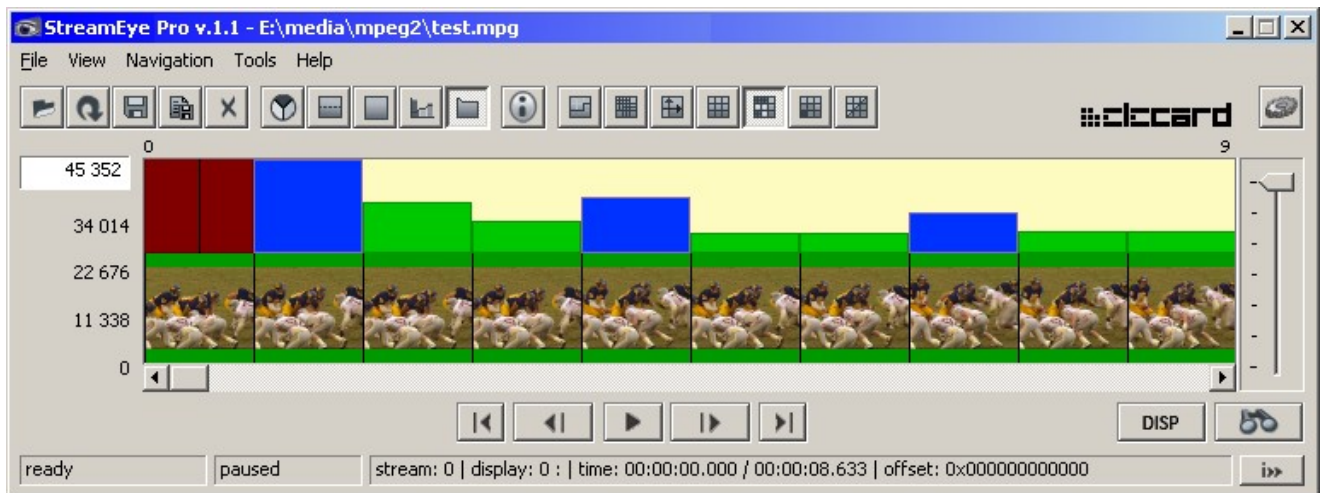 StreamEye Pro v.1.1 - E:\media\mpeg2\test.mpg
File View Navigation Tools Help
elecard
0 9
45 352
34 014
22 676
11 338
0
DISP
ready paused stream: 0 | display: 0 : | time: 00:00:00.000 / 00:00:08.633 | offset: 0x000000000000